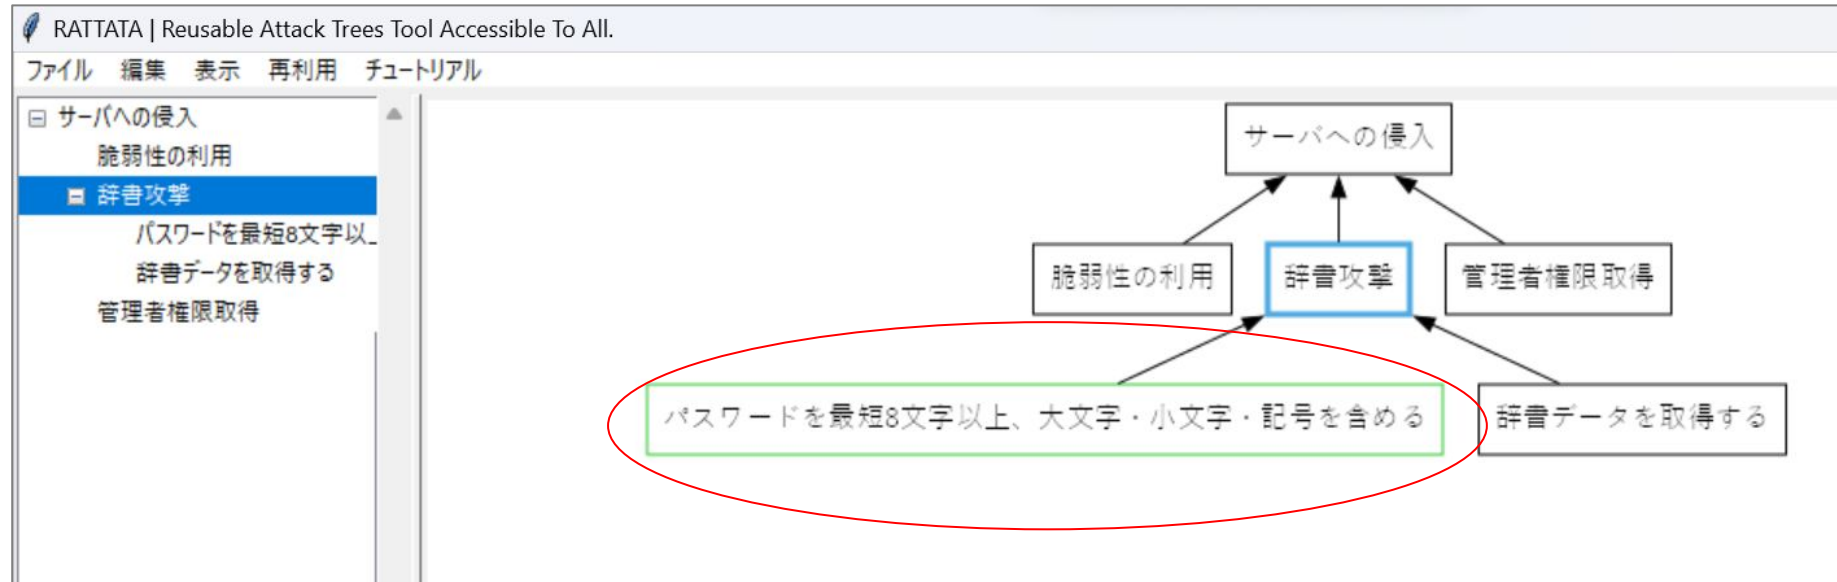 RATTATA | Reusable Attack Trees Tool Accessible To All.
ファイル 編集 表示 再利用 チュートリアル
サーバへの侵入
脆弱性の利用
辞書攻撃
パスワードを最短8文字以
辞書データを取得する
管理者権限取得
サーバへの侵入
脆弱性の利用 辞書攻撃 管理者権限取得
パスワードを最短8文字以上、大文字・小文字・記号を含める 辞書データを取得する